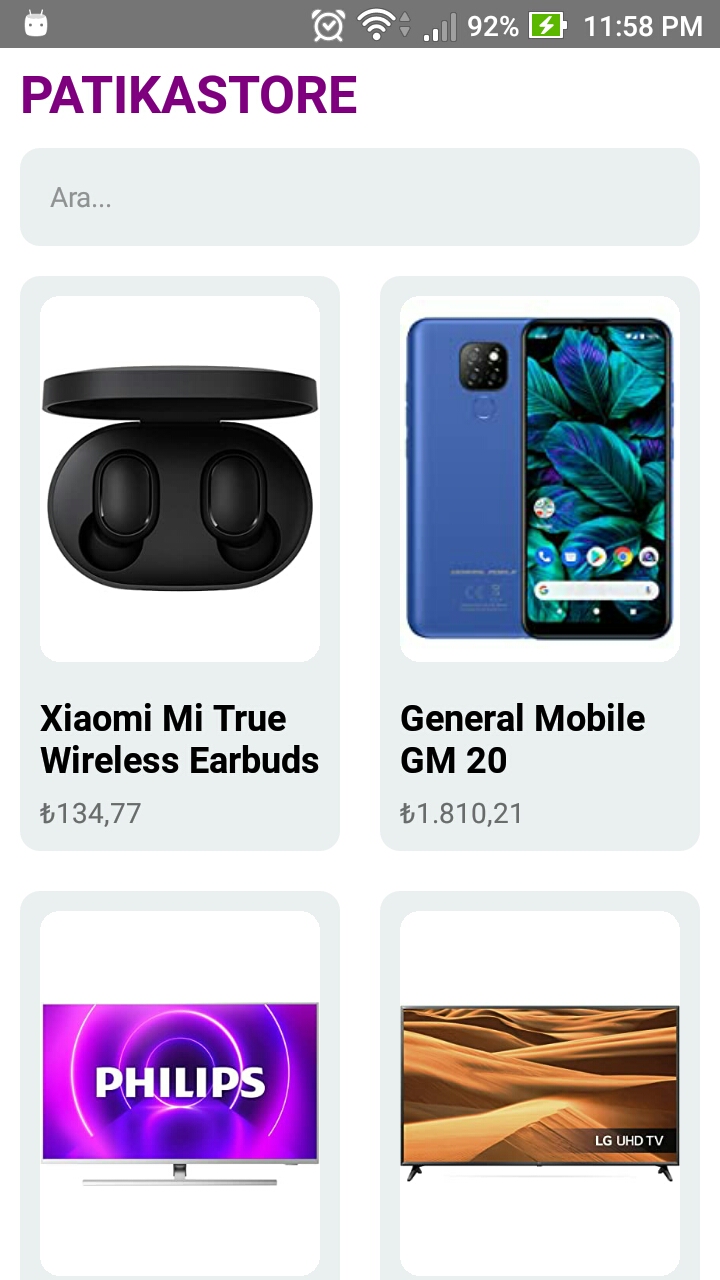 92% 11:58 PM
PATIKASTORE
Ara...
Xiaomi Mi True
Wireless Earbuds
₺134,77
General Mobile
GM 20
₺1.810,21
PHILIPS
LG UHD TV